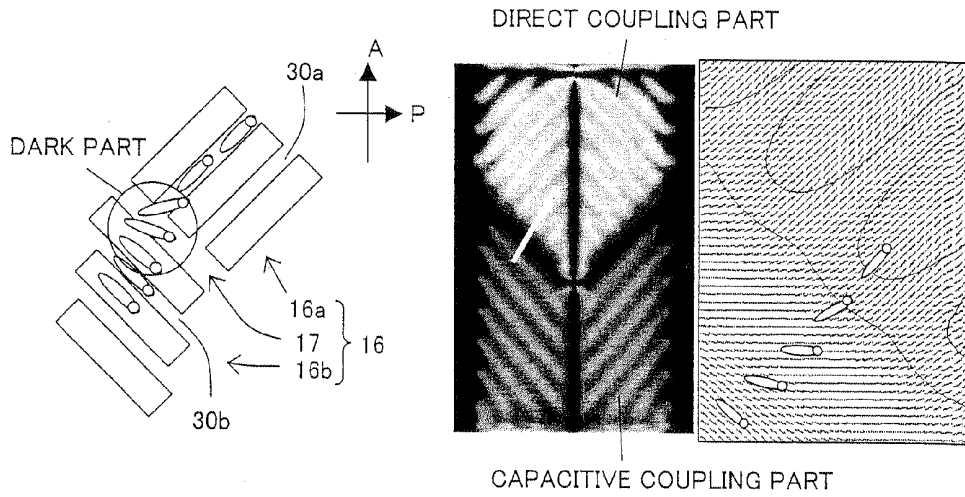 DIRECT COUPLING PART
A
30a
P
DARK PART
16a
17
16
16b
30b
CAPACITIVE COUPLING PART